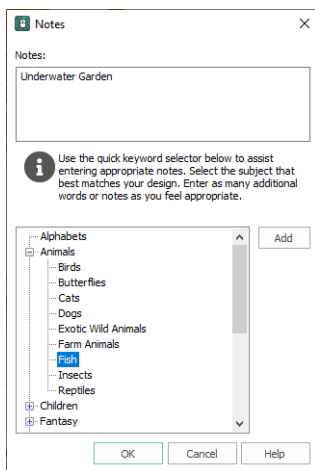 Notes
Notes:
Underwater Garden
Use the quick keyword selector below to assist
entering appropriate notes. Select the subject that
best matches your design. Enter as many additional
words or notes as you feel appropriate.
Alphabets
Add
Animals
Birds
Butterflies
Cats
Dogs
Exotic Wild Animals
Farm Animals
Fish
Insects
Reptiles
Children
Fantasy
OK
Cancel
Help